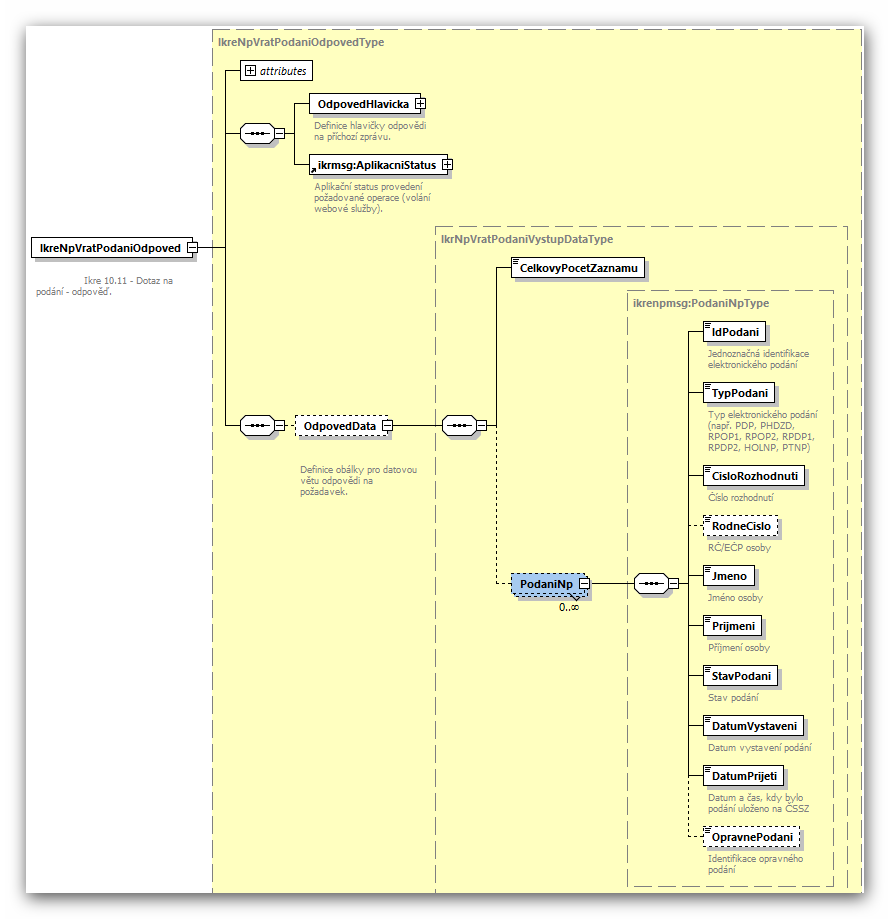 IkreNpVratPodaniOdpovedType
attributes
OdpovedHlavicka
Definice hlavičky odpovědi
na příchozí zprávu.
ikrmsg:AplikacniStatus
Aplikační status provedení
požadované operace (volání
webové služby).
IkreNpVratPodaniOdpoved
Ikre 10.11 - Dotaz na
podání - odpověď.
IkrNpVratPodaniVystupDataType
CelkovyPocetZaznamu
OdpovedData
Definice obálky pro datovou
větu odpovědi na
požadavek.
PodaniNp
0..∞
ikrenpmsg:PodaniNpType
IdPodani
Jednoznačná identifikace
elektronického podání
TypPodani
Typ elektronického podání
(např. PDP, PHDZD,
RPOP1, RPOP2, RPDP1,
RPDP2, HOLNP, PTNP)
CisloRozhodnuti
Číslo rozhodnutí
RodneCislo
RČ/EČP osoby
Jmeno
Jméno osoby
Prijmeni
Příjmení osoby
StavPodani
Stav podání
DatumVystaveni
Datum vystavení podání
DatumPrijeti
Datum a čas, kdy bylo
podání uloženo na ČSSZ
OpravnePodani
Identifikace opravného
podání